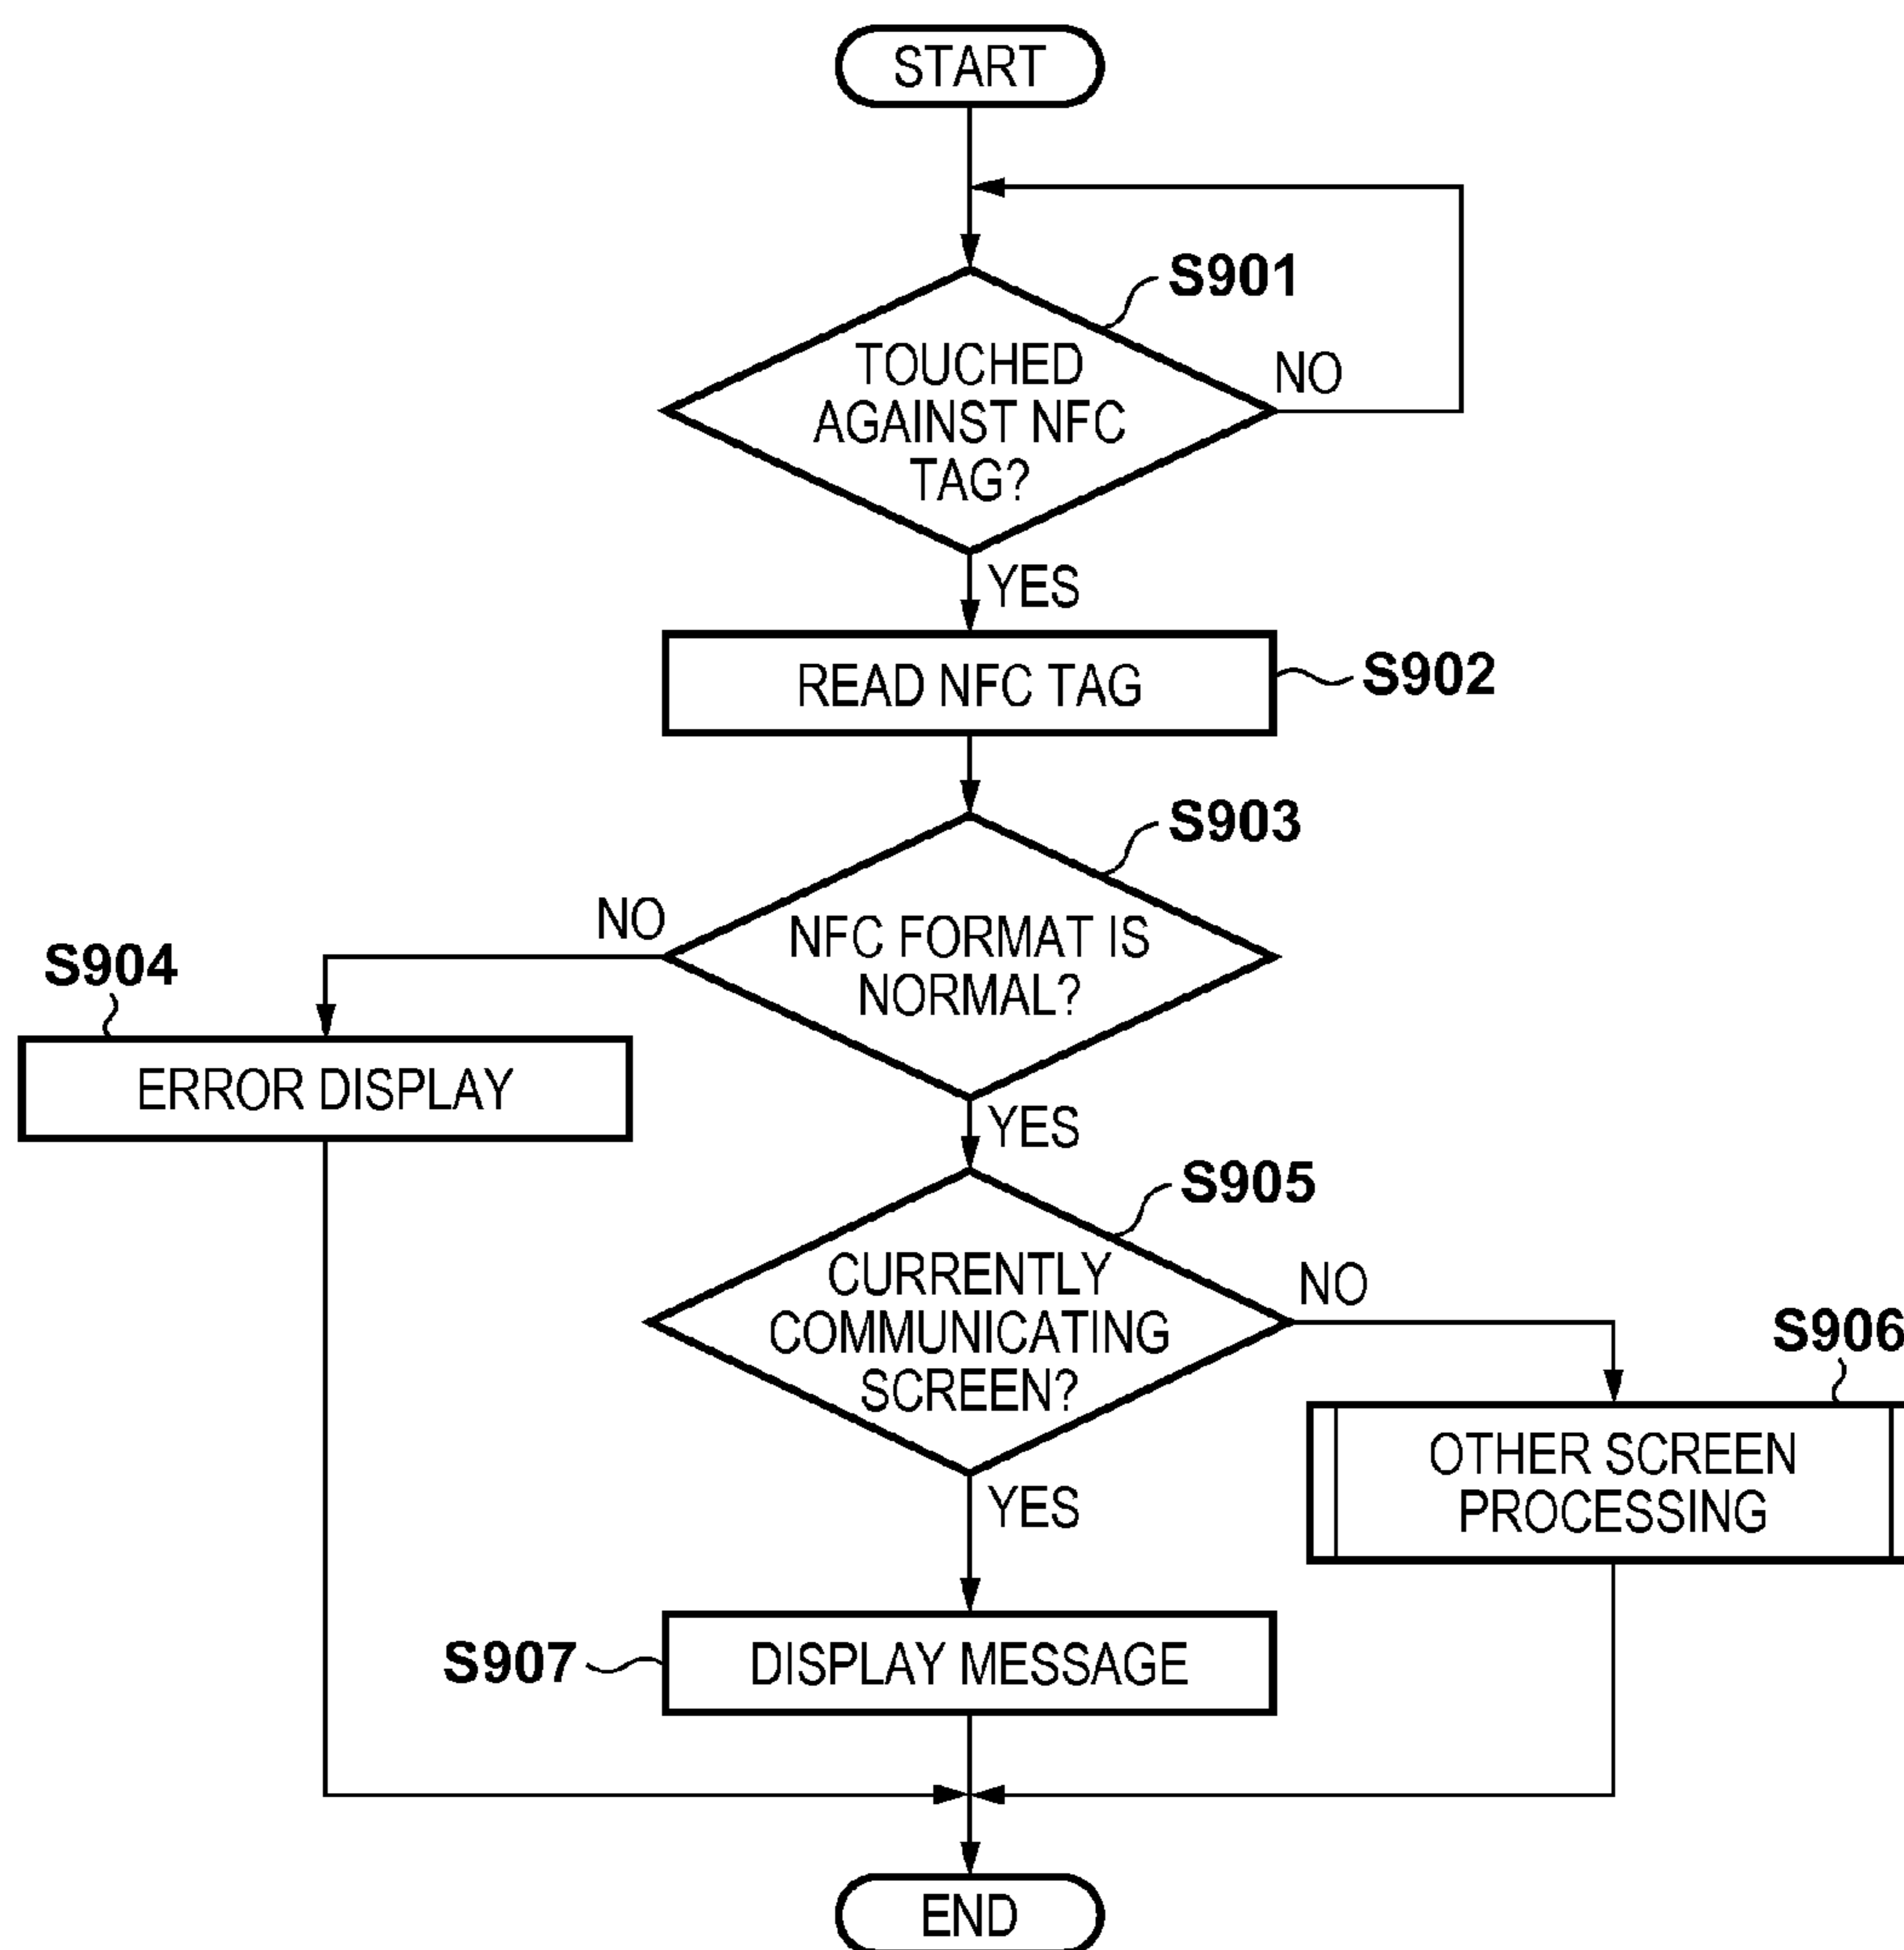 START
S901
TOUCHED
AGAINST NFC
TAG?
NO
YES
READ NFC TAG
S902
S903
NFC FORMAT IS
NORMAL?
NO
S904
ERROR DISPLAY
YES
S905
CURRENTLY
COMMUNICATING
SCREEN?
NO
S906
OTHER SCREEN
PROCESSING
YES
S907
DISPLAY MESSAGE
END